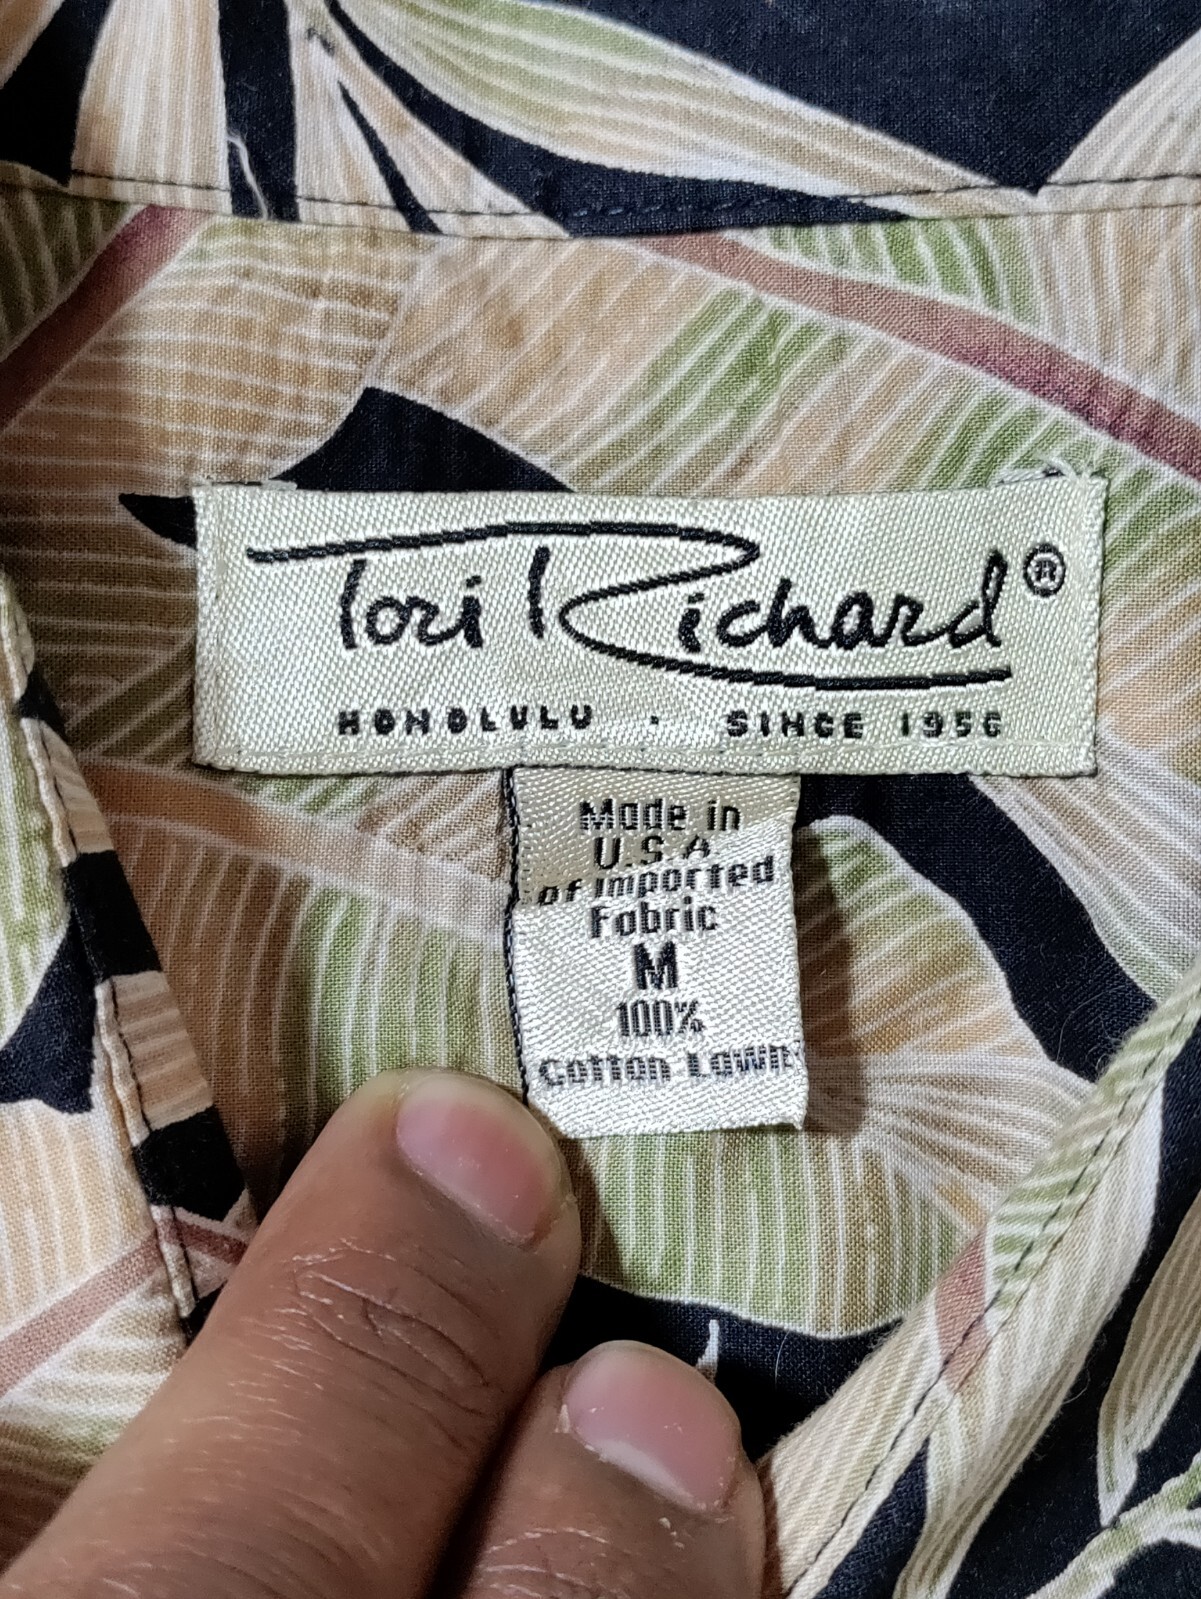 Tori Richard®
HONOLULU · SINCE 1956
Made in
U.S.A
of Imported
Fabric
M
100%
Cotton Lawn